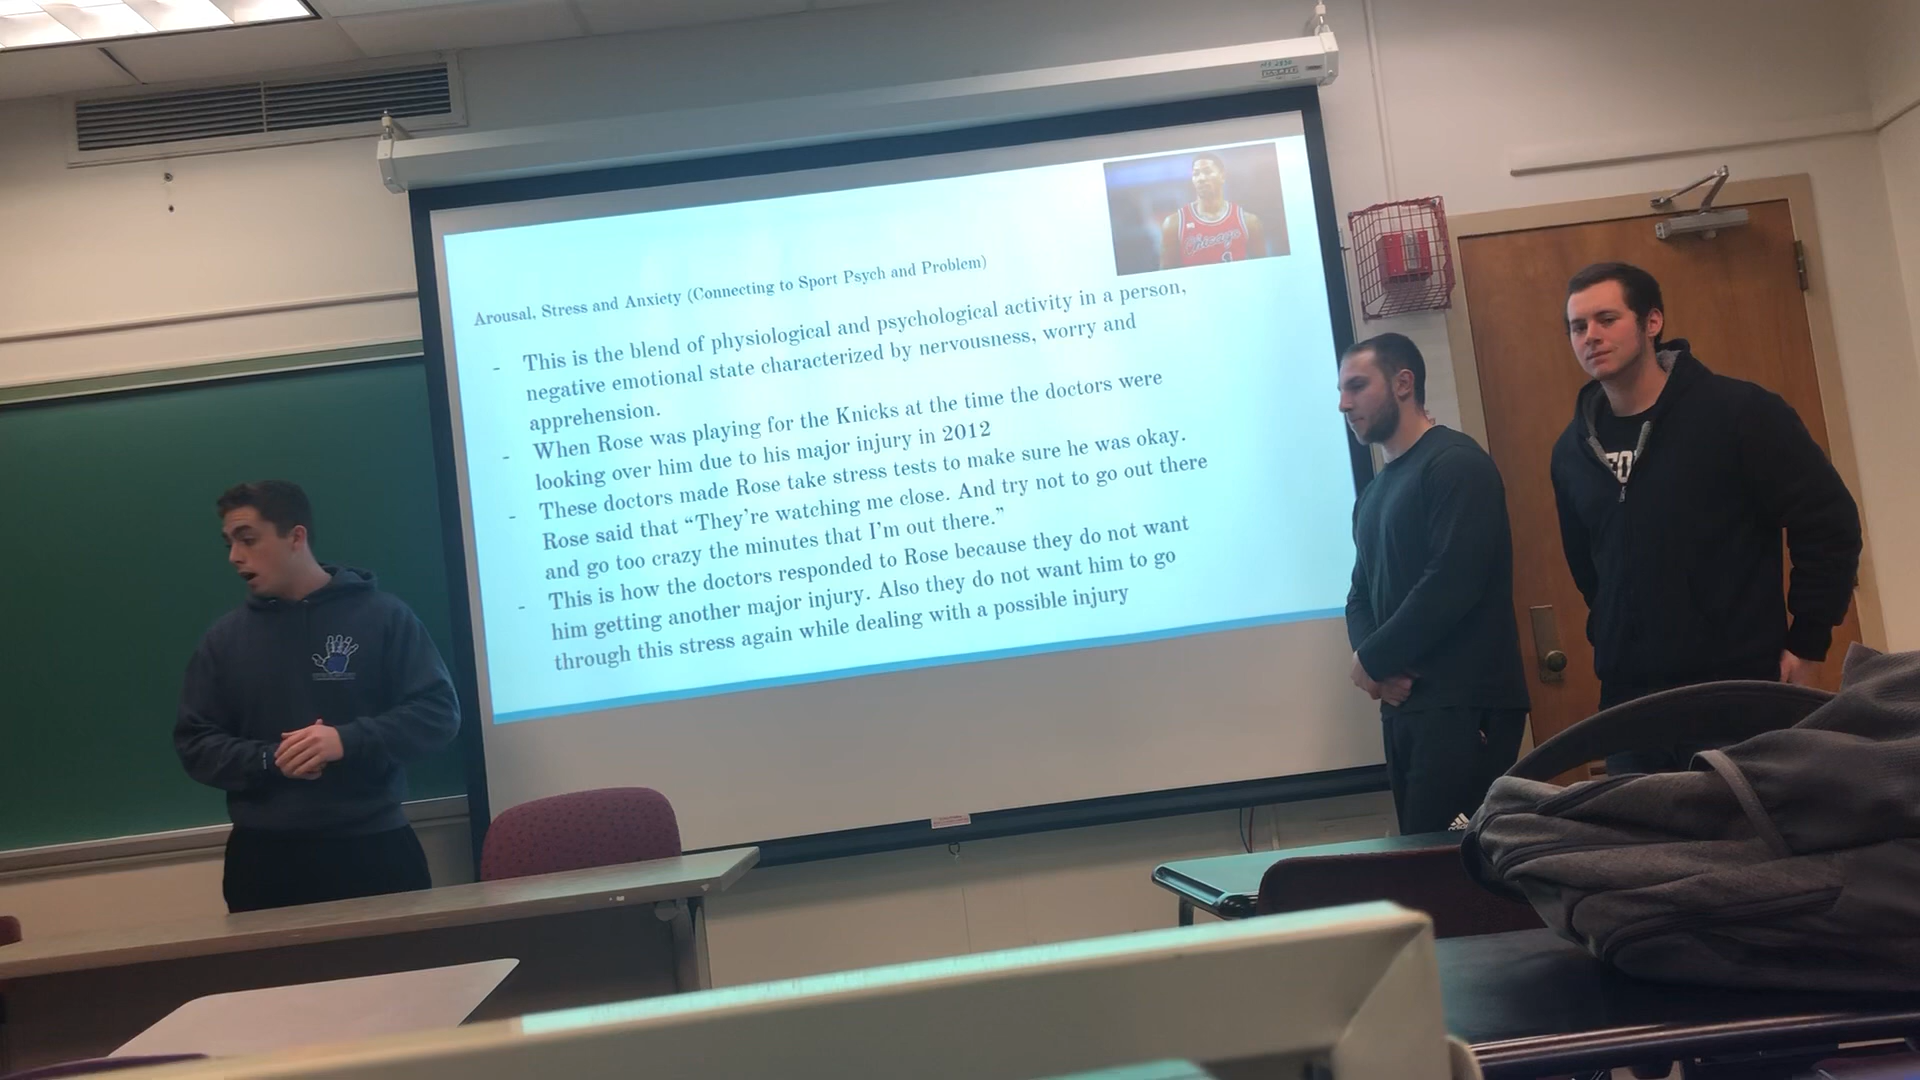 Chicago
1
Arousal, Stress and Anxiety (Connecting to Sport Psych and Problem)
- This is the blend of physiological and psychological activity in a person,
negative emotional state characterized by nervousness, worry and
apprehension.
- When Rose was playing for the Knicks at the time the doctors were
looking over him due to his major injury in 2012
- These doctors made Rose take stress tests to make sure he was okay.
Rose said that “They’re watching me close. And try not to go out there
and go too crazy the minutes that I’m out there.”
- This is how the doctors responded to Rose because they do not want
him getting another major injury. Also they do not want him to go
through this stress again while dealing with a possible injury
adidas